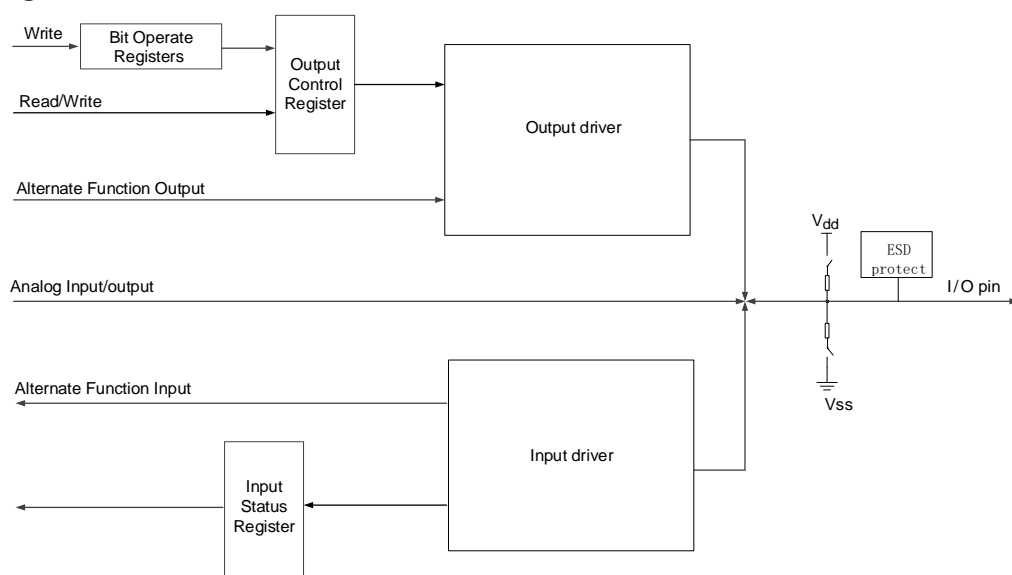 Write
Bit Operate
Registers
Output
Control
Register
Read/Write
Output driver
Alternate Function Output
Vdd
ESD
protect
Analog Input/output
I/O pin
Alternate Function Input
Vss
Input driver
Input
Status
Register